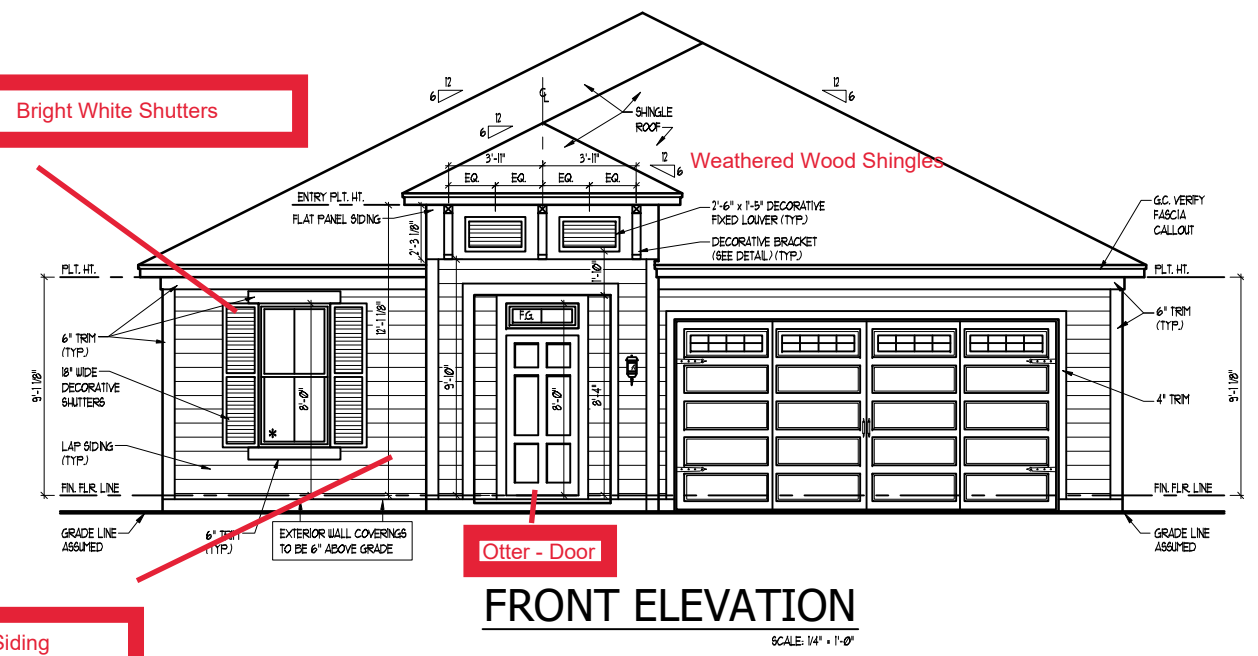 Bright White Shutters
12
6
12
6
12
6
℄
SHINGLE
ROOF
12
6
Weathered Wood Shingles
3'-11"
3'-11"
EQ.
EQ.
EQ.
EQ.
ENTRY PLT. HT.
FLAT PANEL SIDING
2'-3 1/8"
2'-6" x 1'-5" DECORATIVE
FIXED LOUVER (TYP.)
DECORATIVE BRACKET
(SEE DETAIL) (TYP.)
G.C. VERIFY
FASCIA
CALLOUT
PLT. HT.
PLT. HT.
1'-10"
12'-1 1/8"
6" TRIM
(TYP.)
18" WIDE
DECORATIVE
SHUTTERS
9'-1 1/8"
8'-0"
*
F.G.
9'-10"
8'-0"
8'-4"
6" TRIM
(TYP.)
4" TRIM
9'-1 1/8"
LAP SIDING
(TYP.)
FIN. FLR. LINE
FIN. FLR. LINE
GRADE LINE
ASSUMED
6" TRIM
(TYP.)
EXTERIOR WALL COVERINGS
TO BE 6" ABOVE GRADE
Otter - Door
GRADE LINE
ASSUMED
FRONT ELEVATION
SCALE: 1/4" = 1'-0"
Siding